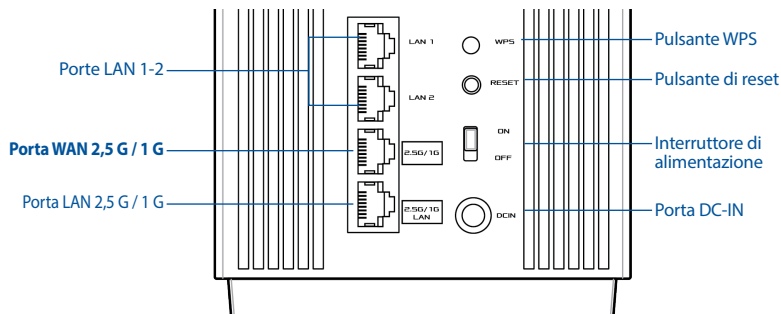 Porte LAN 1-2
Porta WAN 2,5 G / 1 G
Porta LAN 2,5 G / 1 G
LAN 1
LAN 2
2.5G/1G
2.5G/1G
LAN
WPS
RESET
ON
OFF
DCIN
Pulsante WPS
Pulsante di reset
Interruttore di
alimentazione
Porta DC-IN